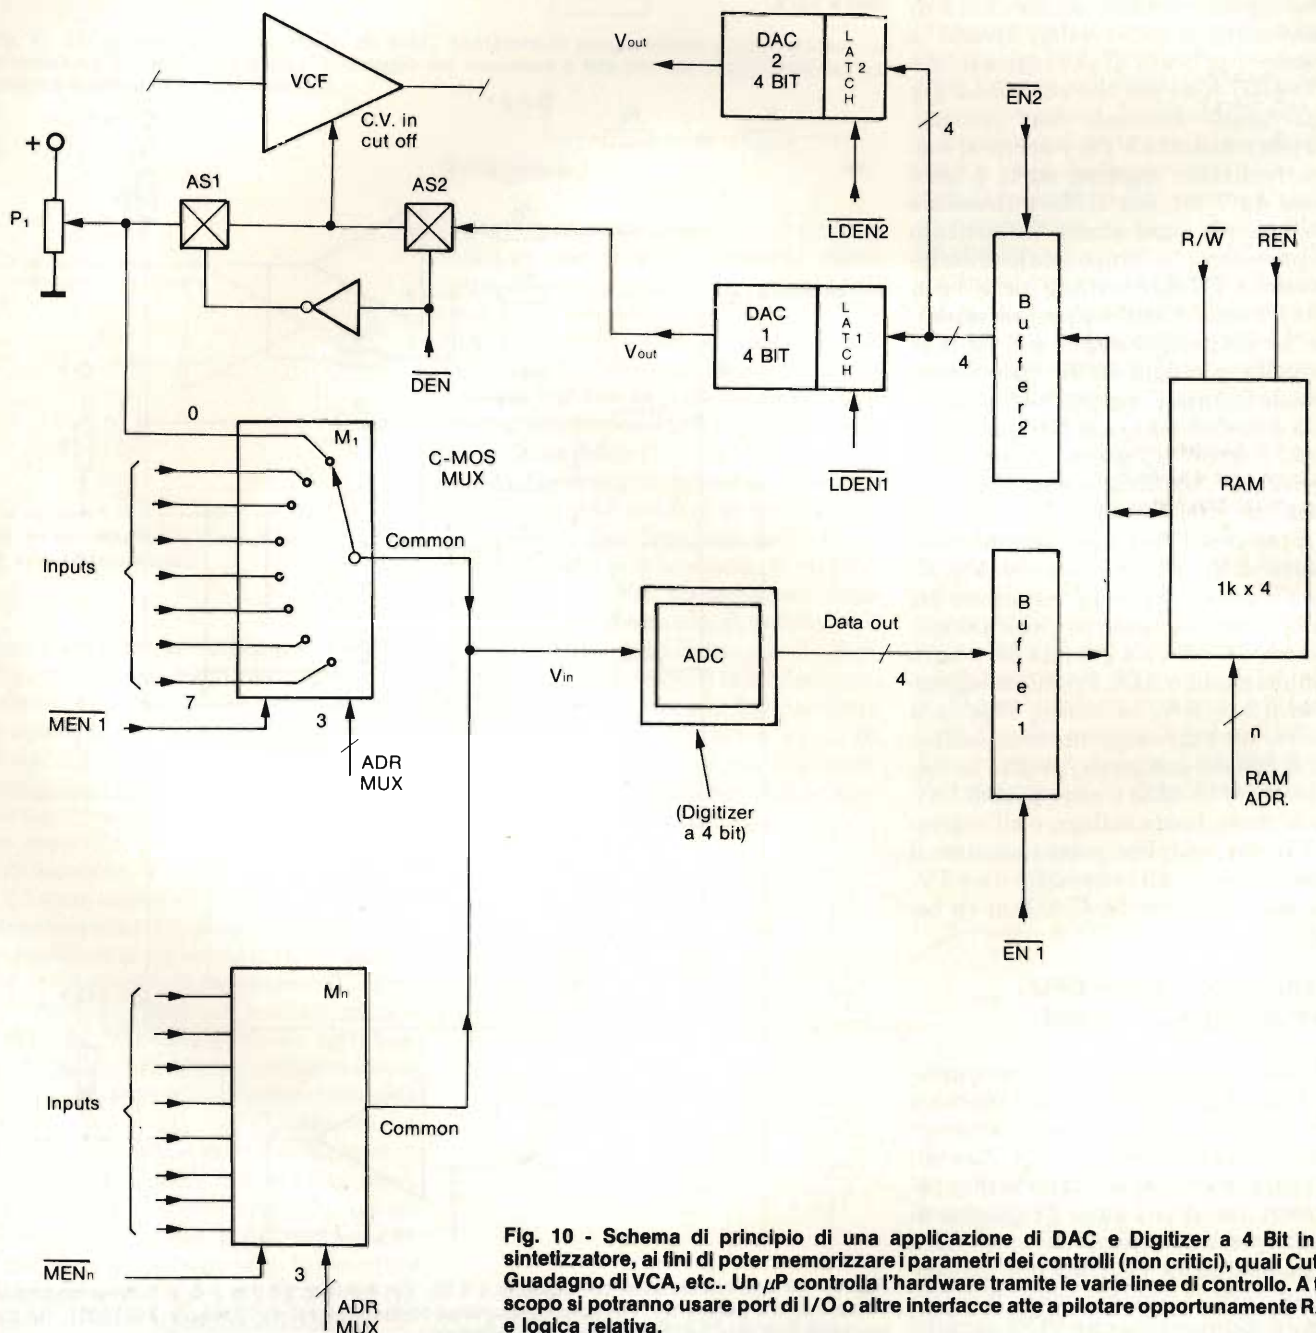 VCF
C.V. in
cut off
+
P1
AS1
AS2
DEN
Vout
DAC
2
4 BIT
LATCH 2
4
LDEN2
EN2
DAC
1
4 BIT
LATCH 1
Vout
4
LDEN1
Buffer2
R/W
REN
RAM
1k x 4
n
RAM
ADR.
0
M1
C-MOS
MUX
Common
Inputs
7
MEN 1
3
ADR
MUX
Vin
ADC
Data out
4
(Digitizer
a 4 bit)
Buffer1
EN 1
Mn
Inputs
Common
MENn
3
ADR
MUX
Fig. 10 - Schema di principio di una applicazione di DAC e Digitizer a 4 Bit in
sintetizzatore, ai fini di poter memorizzare i parametri dei controlli (non critici), quali Cut
Guadagno di VCA, etc.. Un μP controlla l'hardware tramite le varie linee di controllo. A
scopo si potranno usare port di I/O o altre interfacce atte a pilotare opportunamente
e logica relativa.